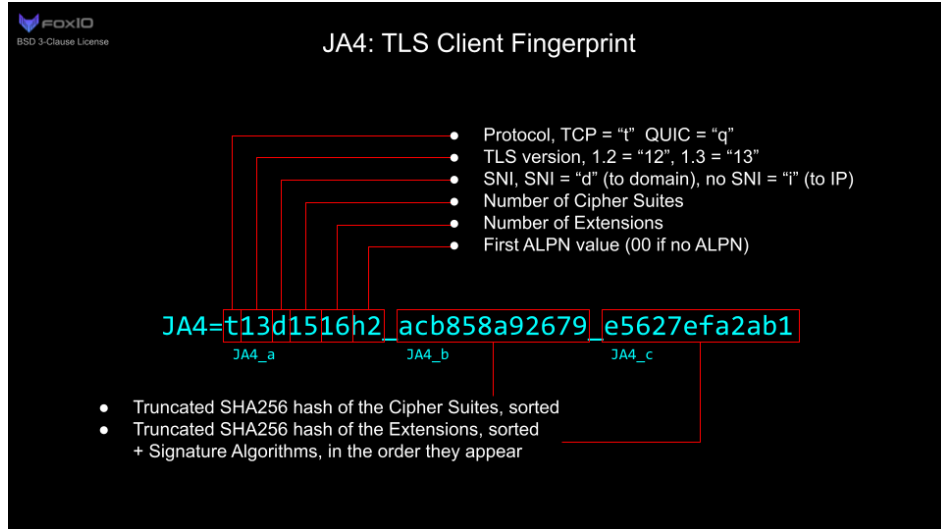 FOXIO
BSD 3-Clause License
JA4: TLS Client Fingerprint
● Protocol, TCP = “t” QUIC = “q”
● TLS version, 1.2 = “12”, 1.3 = “13”
● SNI, SNI = “d” (to domain), no SNI = “i” (to IP)
● Number of Cipher Suites
● Number of Extensions
● First ALPN value (00 if no ALPN)
JA4=t13d1516h2_acb858a92679_e5627efa2ab1
JA4_a JA4_b JA4_c
● Truncated SHA256 hash of the Cipher Suites, sorted
● Truncated SHA256 hash of the Extensions, sorted
+ Signature Algorithms, in the order they appear